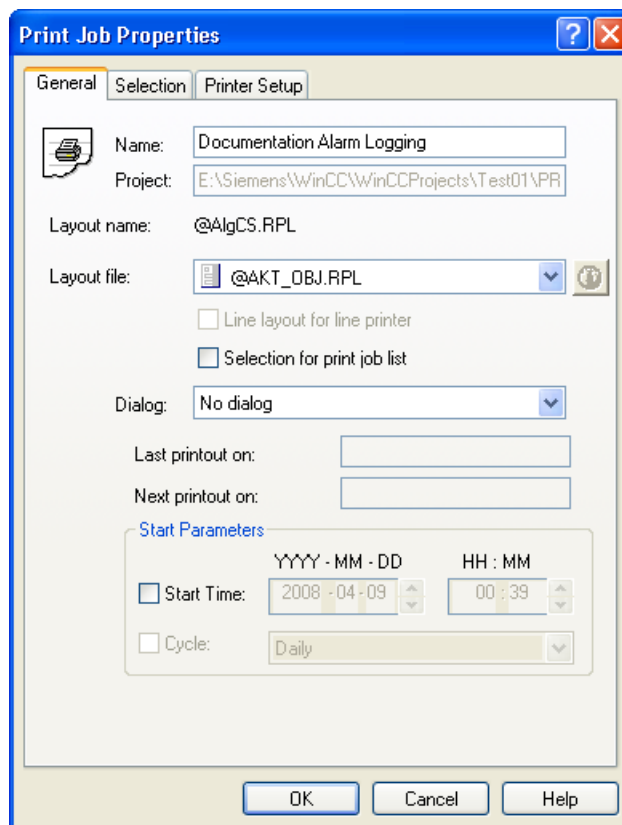 Print Job Properties
General Selection Printer Setup
Name: Documentation Alarm Logging
Project: E:\Siemens\WinCC\WinCCProjects\Test01\PR
Layout name: @AlgCS.RPL
Layout file: @AKT_OBJ.RPL
Line layout for line printer
Selection for print job list
Dialog: No dialog
Last printout on:
Next printout on:
Start Parameters
YYYY - MM - DD HH : MM
Start Time: 2008 - 04 - 09 00 : 39
Cycle: Daily
OK Cancel Help